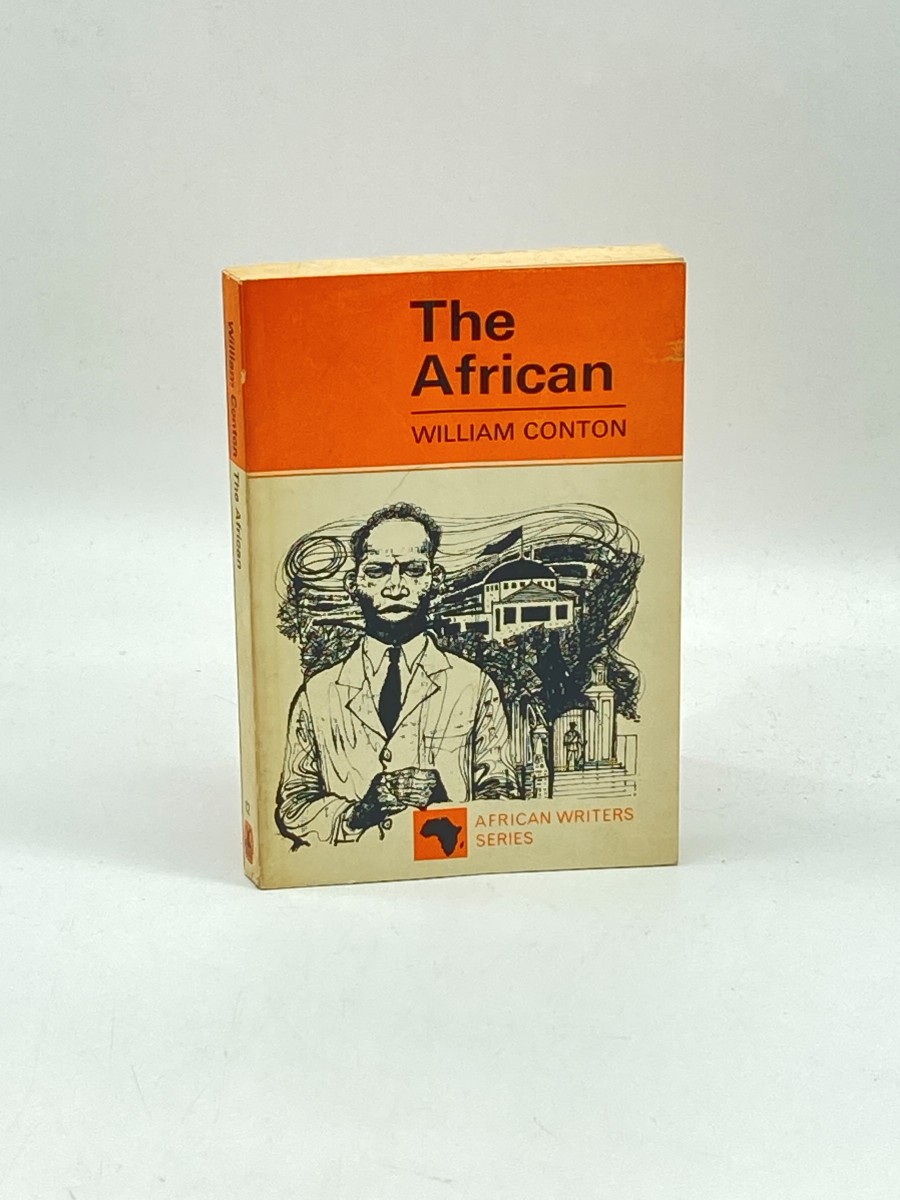 The
African
WILLIAM CONTON
AFRICAN WRITERS
SERIES
William Conton The African